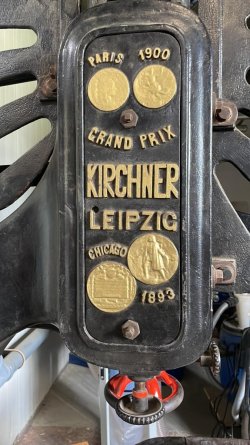 PARIS 1900
GRAND PRIX
KIRCHNER
LEIPZIG
CHICAGO
1893